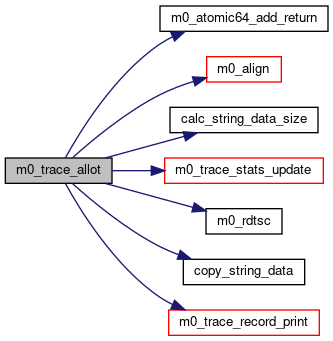 m0_atomic64_add_return
m0_align
calc_string_data_size
m0_trace_allot
m0_trace_stats_update
m0_rdtsc
copy_string_data
m0_trace_record_print